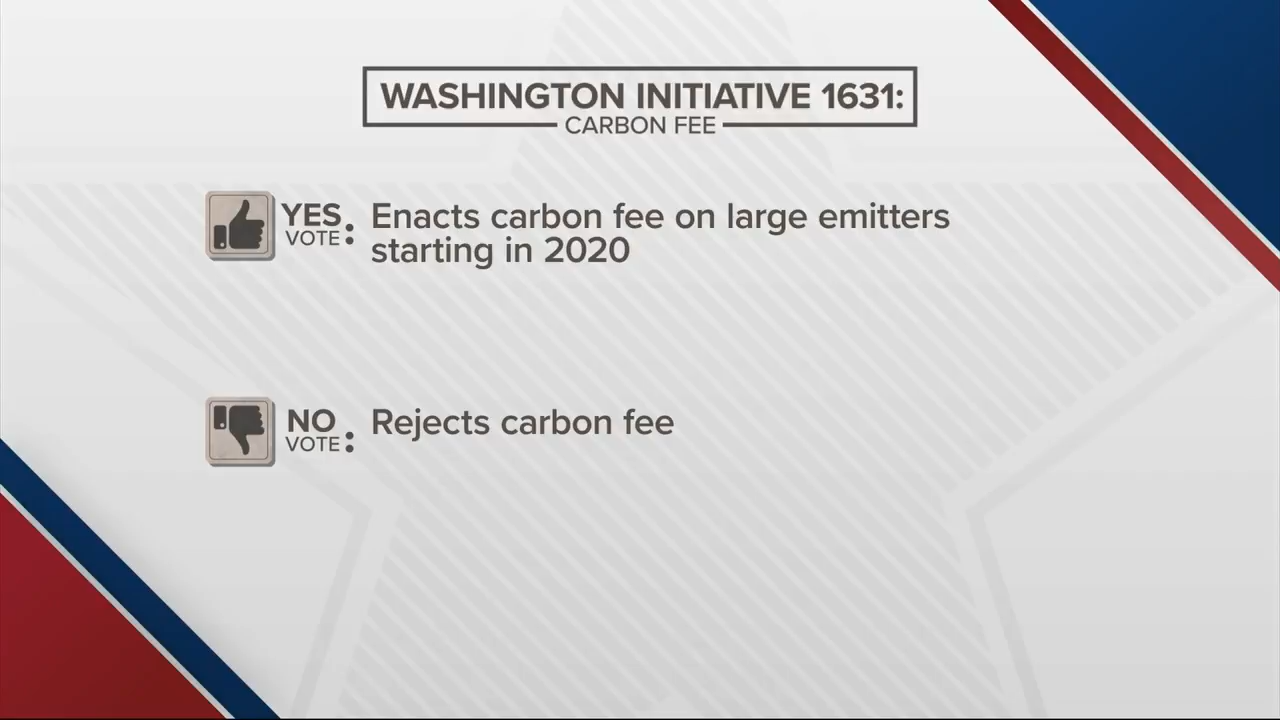 WASHINGTON INITIATIVE 1631:
CARBON FEE
YES VOTE: Enacts carbon fee on large emitters
starting in 2020
NO VOTE: Rejects carbon fee